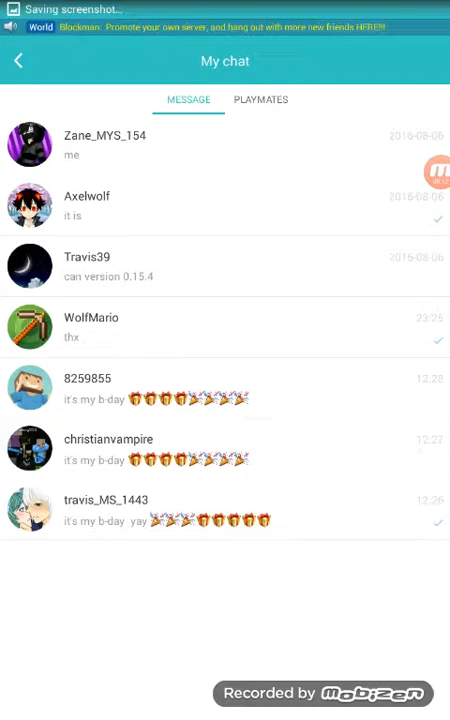 Saving screenshot...
World Blockman: Promote your own server, and hang out with more new friends HERE!!!
My chat
MESSAGE PLAYMATES
Zane_MYS_154 2016-08-06
me
Axelwolf 2016-08-06
it is
Travis39 2016-08-06
can version 0.15.4
WolfMario 23:25
thx
8259855 12:28
it's my b-day 🎁🎁🎁🎁🎉🎉🎉🎉
christianvampire 12:27
it's my b-day 🎁🎁🎁🎁🎉🎉🎉🎉
travis_MS_1443 12:26
it's my b-day yay 🎉🎉🎉🎁🎁🎁🎁🎁
Recorded by Mobizen